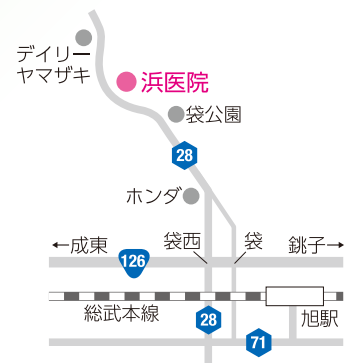 デイリー
ヤマザキ
浜医院
袋公園
28
ホンダ
←成東
袋西
袋
銚子→
126
総武本線
28
旭駅
71